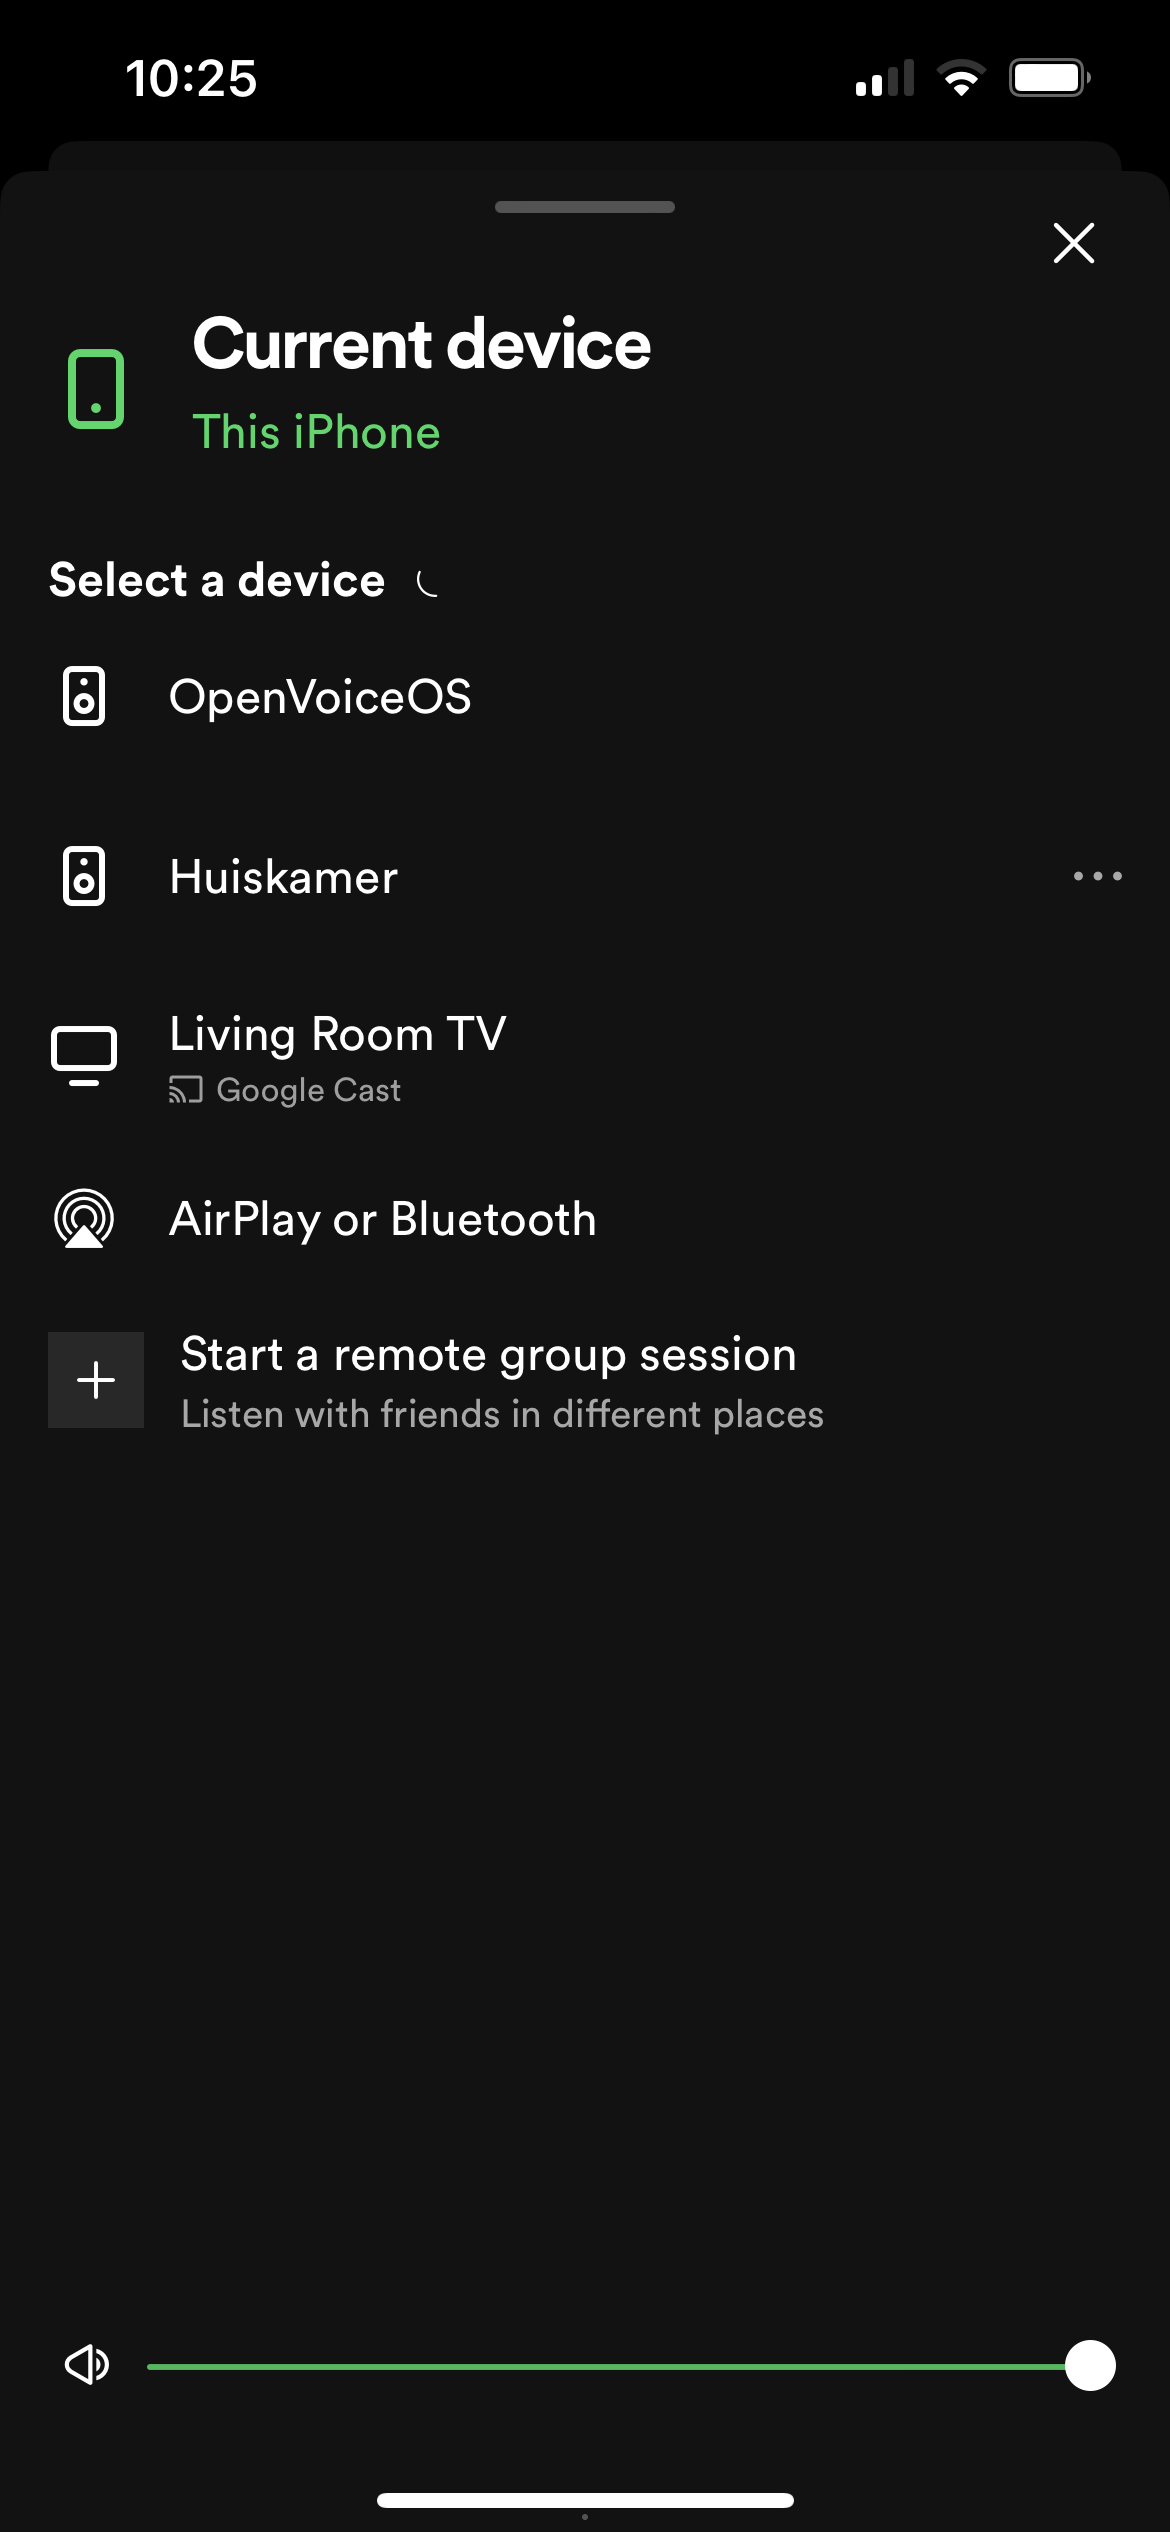 10:25
Current device
This iPhone
Select a device
OpenVoiceOS
Huiskamer
Living Room TV
Google Cast
AirPlay or Bluetooth
Start a remote group session
Listen with friends in different places